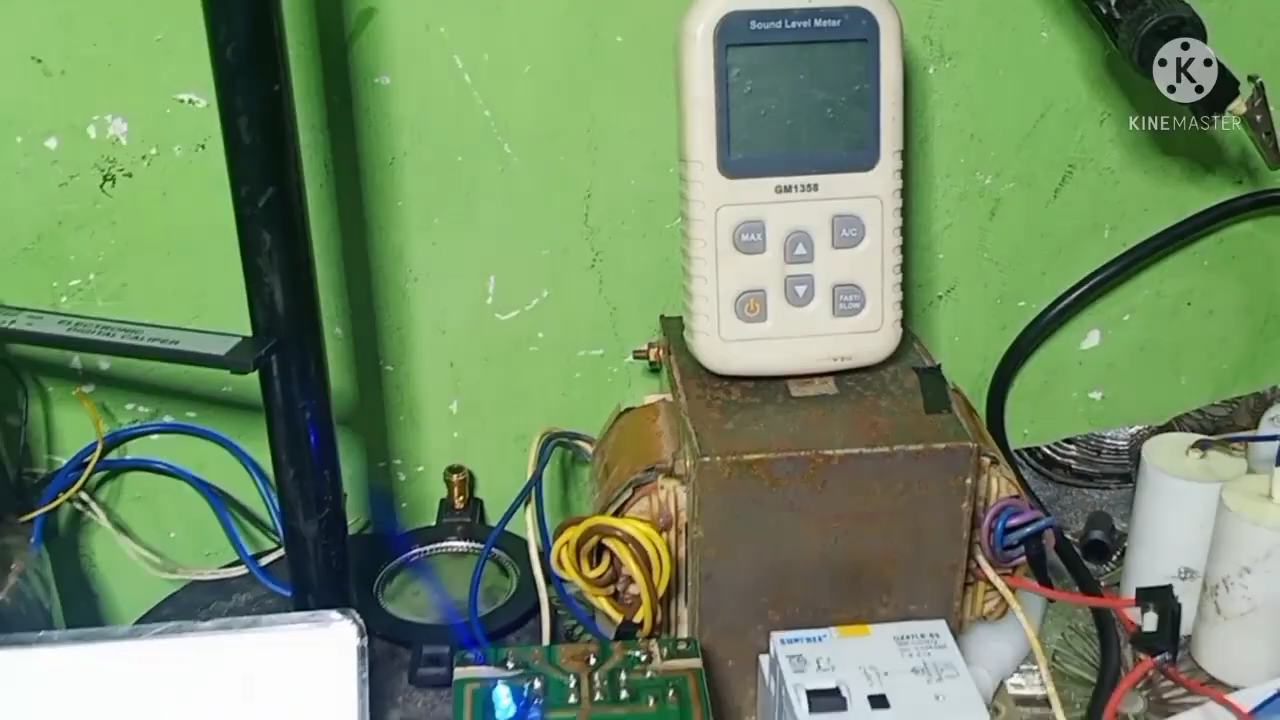 Sound Level Meter
K
KINEMASTER
GM1358
MAX
A/C
FAST/
SLOW
ELECTRONIC
DIGITAL CALIPER